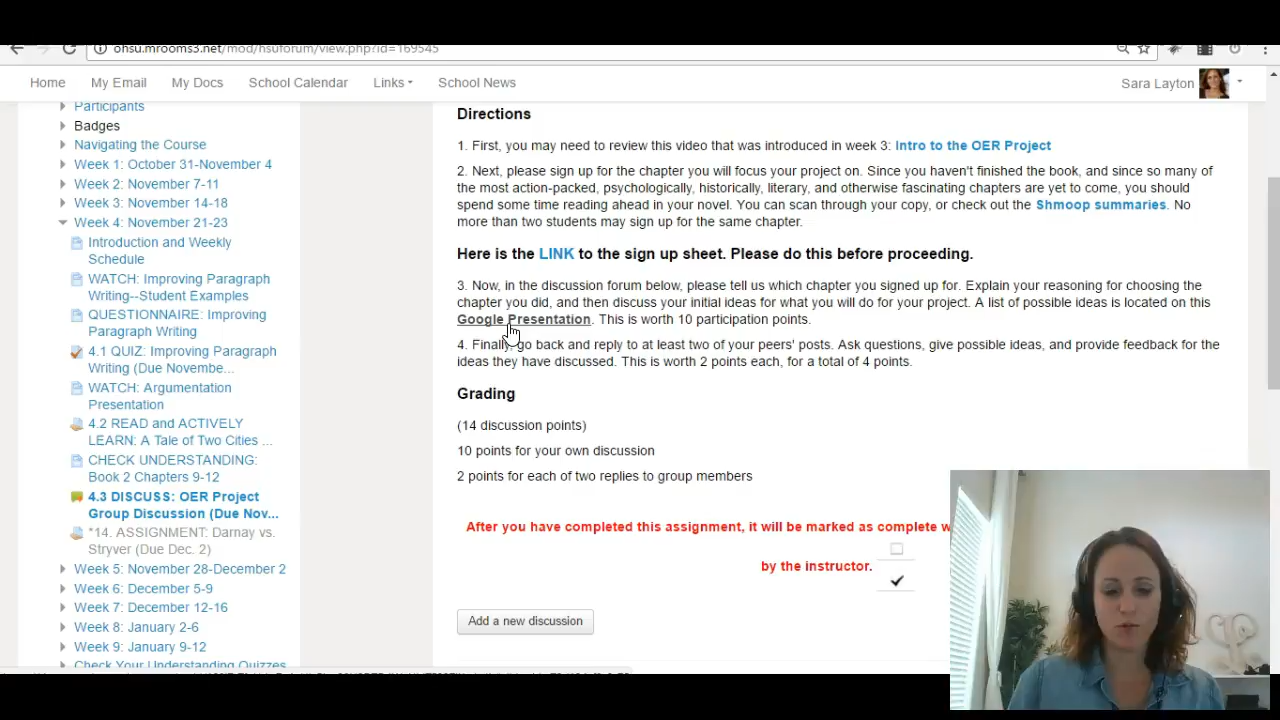 ohsu.mrooms3.net/mod/hsuforum/view.php?id=169545
Home My Email My Docs School Calendar Links School News Sara Layton
Participants
Badges
Navigating the Course
Week 1: October 31-November 4
Week 2: November 7-11
Week 3: November 14-18
Week 4: November 21-23
Introduction and Weekly
Schedule
WATCH: Improving Paragraph
Writing--Student Examples
QUESTIONNAIRE: Improving
Paragraph Writing
4.1 QUIZ: Improving Paragraph
Writing (Due Novembe...
WATCH: Argumentation
Presentation
4.2 READ and ACTIVELY
LEARN: A Tale of Two Cities ...
CHECK UNDERSTANDING:
Book 2 Chapters 9-12
4.3 DISCUSS: OER Project
Group Discussion (Due Nov...
*14. ASSIGNMENT: Darnay vs.
Stryver (Due Dec. 2)
Week 5: November 28-December 2
Week 6: December 5-9
Week 7: December 12-16
Week 8: January 2-6
Week 9: January 9-12
Check Your Understanding Quizzes
Directions
1. First, you may need to review this video that was introduced in week 3: Intro to the OER Project
2. Next, please sign up for the chapter you will focus your project on. Since you haven't finished the book, and since so many of
the most action-packed, psychologically, historically, literary, and otherwise fascinating chapters are yet to come, you should
spend some time reading ahead in your novel. You can scan through your copy, or check out the Shmoop summaries. No
more than two students may sign up for the same chapter.
Here is the LINK to the sign up sheet. Please do this before proceeding.
3. Now, in the discussion forum below, please tell us which chapter you signed up for. Explain your reasoning for choosing the
chapter you did, and then discuss your initial ideas for what you will do for your project. A list of possible ideas is located on this
Google Presentation. This is worth 10 participation points.
4. Finally, go back and reply to at least two of your peers' posts. Ask questions, give possible ideas, and provide feedback for the
ideas they have discussed. This is worth 2 points each, for a total of 4 points.
Grading
(14 discussion points)
10 points for your own discussion
2 points for each of two replies to group members
After you have completed this assignment, it will be marked as complete
by the instructor.
Add a new discussion